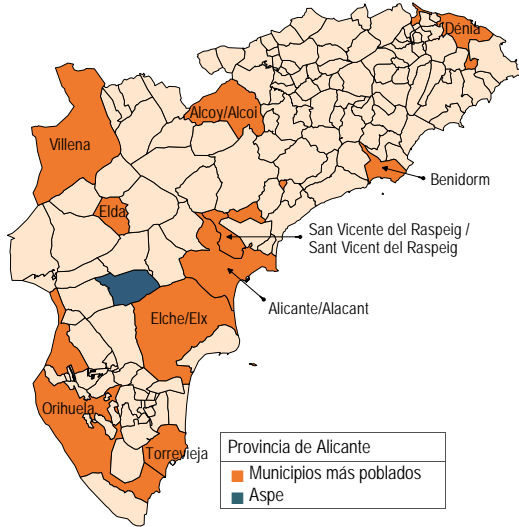 Dénia
Alcoy/Alcoi
Villena
Benidorm
Elda
San Vicente del Raspeig /
Sant Vicent del Raspeig
Alicante/Alacant
Elche/Elx
Orihuela
Torrevieja
Provincia de Alicante
Municipios más poblados
Aspe